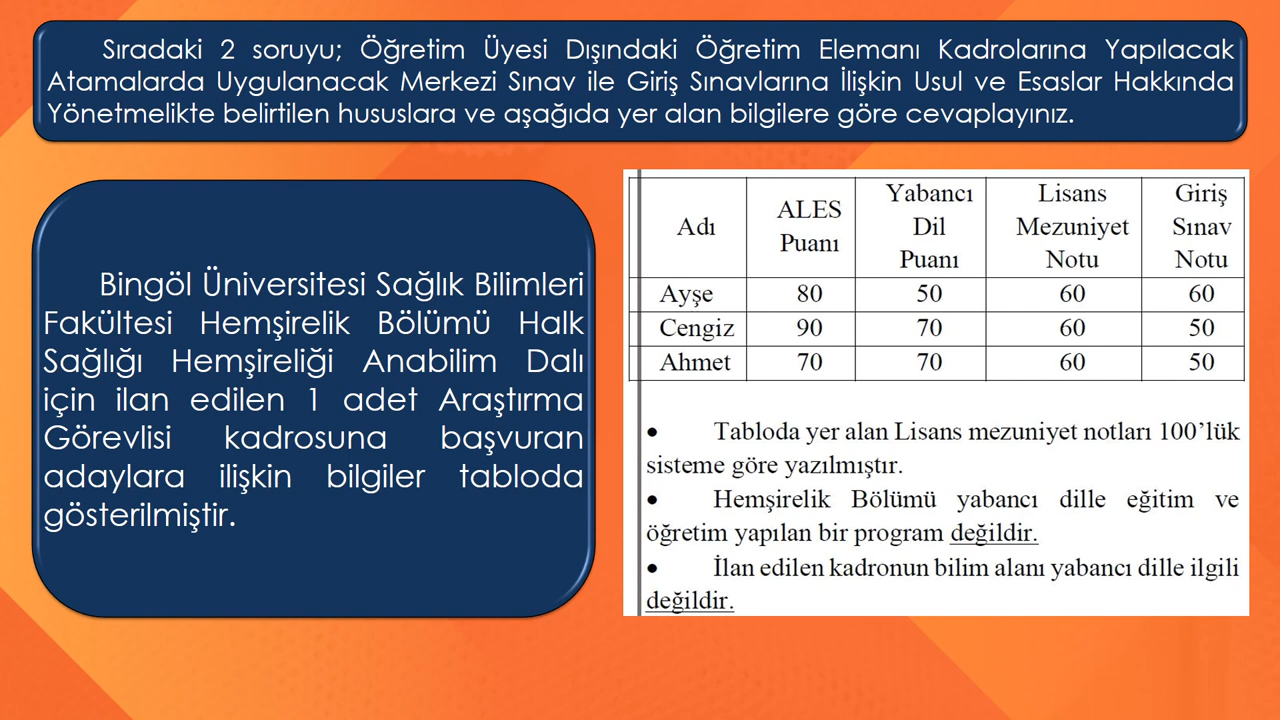 Sıradaki 2 soruyu; Öğretim Üyesi Dışındaki Öğretim Elemanı Kadrolarına Yapılacak
Atamalarda Uygulanacak Merkezi Sınav ile Giriş Sınavlarına İlişkin Usul ve Esaslar Hakkında
Yönetmelikte belirtilen hususlara ve aşağıda yer alan bilgilere göre cevaplayınız.
Bingöl Üniversitesi Sağlık Bilimleri
Fakültesi Hemşirelik Bölümü Halk
Sağlığı Hemşireliği Anabilim Dalı
için ilan edilen 1 adet Araştırma
Görevlisi kadrosuna başvuran
adaylara ilişkin bilgiler tabloda
gösterilmiştir.
Adı ALES Puanı Yabancı Dil Puanı Lisans Mezuniyet Notu Giriş Sınav Notu
Ayşe 80 50 60 60
Cengiz 90 70 60 50
Ahmet 70 70 60 50
• Tabloda yer alan Lisans mezuniyet notları 100’lük
sisteme göre yazılmıştır.
• Hemşirelik Bölümü yabancı dille eğitim ve
öğretim yapılan bir program değildir.
• İlan edilen kadronun bilim alanı yabancı dille ilgili
değildir.